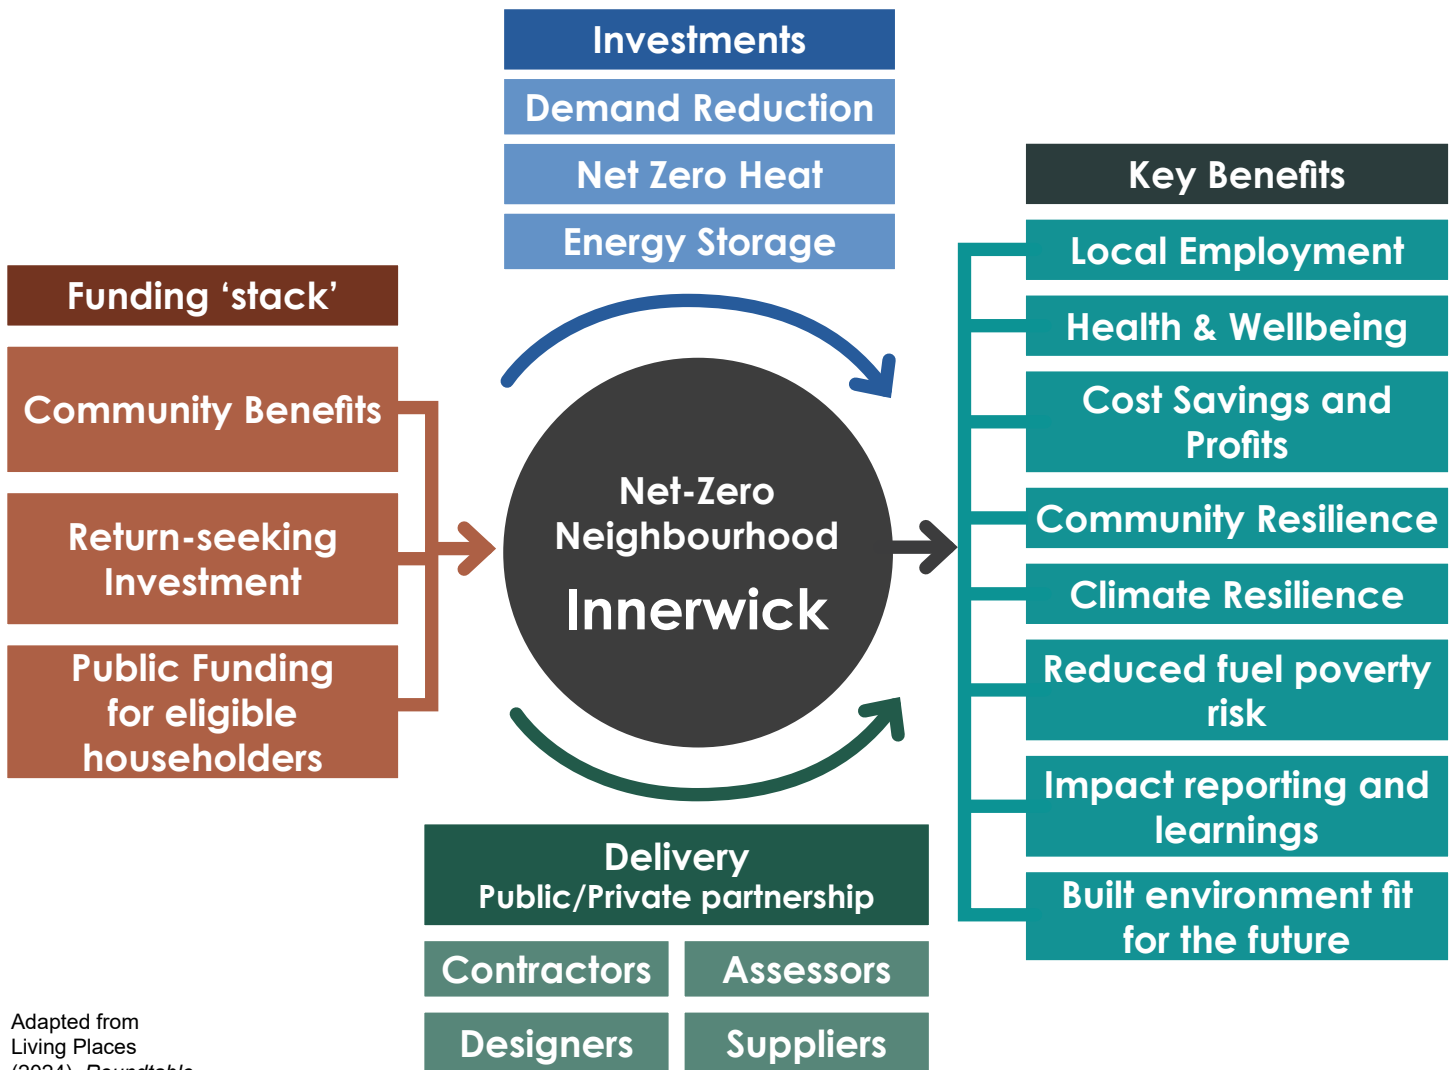 Investments
Demand Reduction
Net Zero Heat
Energy Storage
Funding ‘stack’
Community Benefits
Return-seeking
Investment
Public Funding
for eligible
householders
Net-Zero
Neighbourhood
Innerwick
Key Benefits
Local Employment
Health & Wellbeing
Cost Savings and
Profits
Community Resilience
Climate Resilience
Reduced fuel poverty
risk
Impact reporting and
learnings
Built environment fit
for the future
Delivery
Public/Private partnership
Contractors
Assessors
Designers
Suppliers
Adapted from
Living Places
(2024). Roundtable